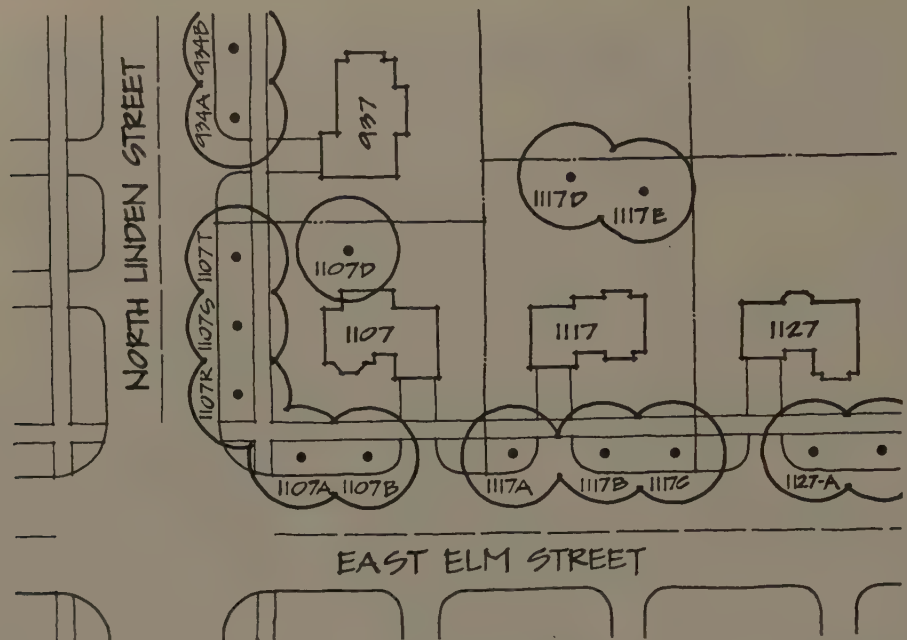 NORTH LINDEN STREET
934B
934A
937
1117D
1117E
1107T
1107D
1107S
1107
1117
1127
1107R
1107A
1107B
1117A
1117B
1117C
1127-A
EAST ELM STREET